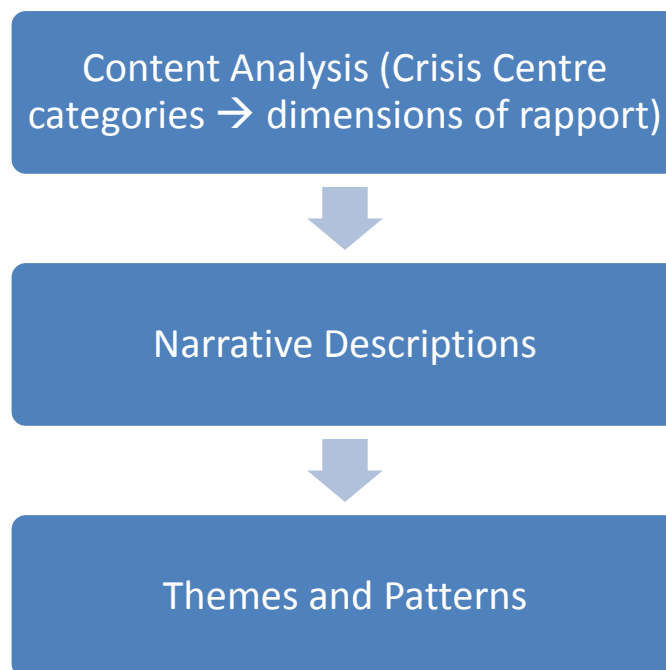 Content Analysis (Crisis Centre
categories → dimensions of rapport)
Narrative Descriptions
Themes and Patterns